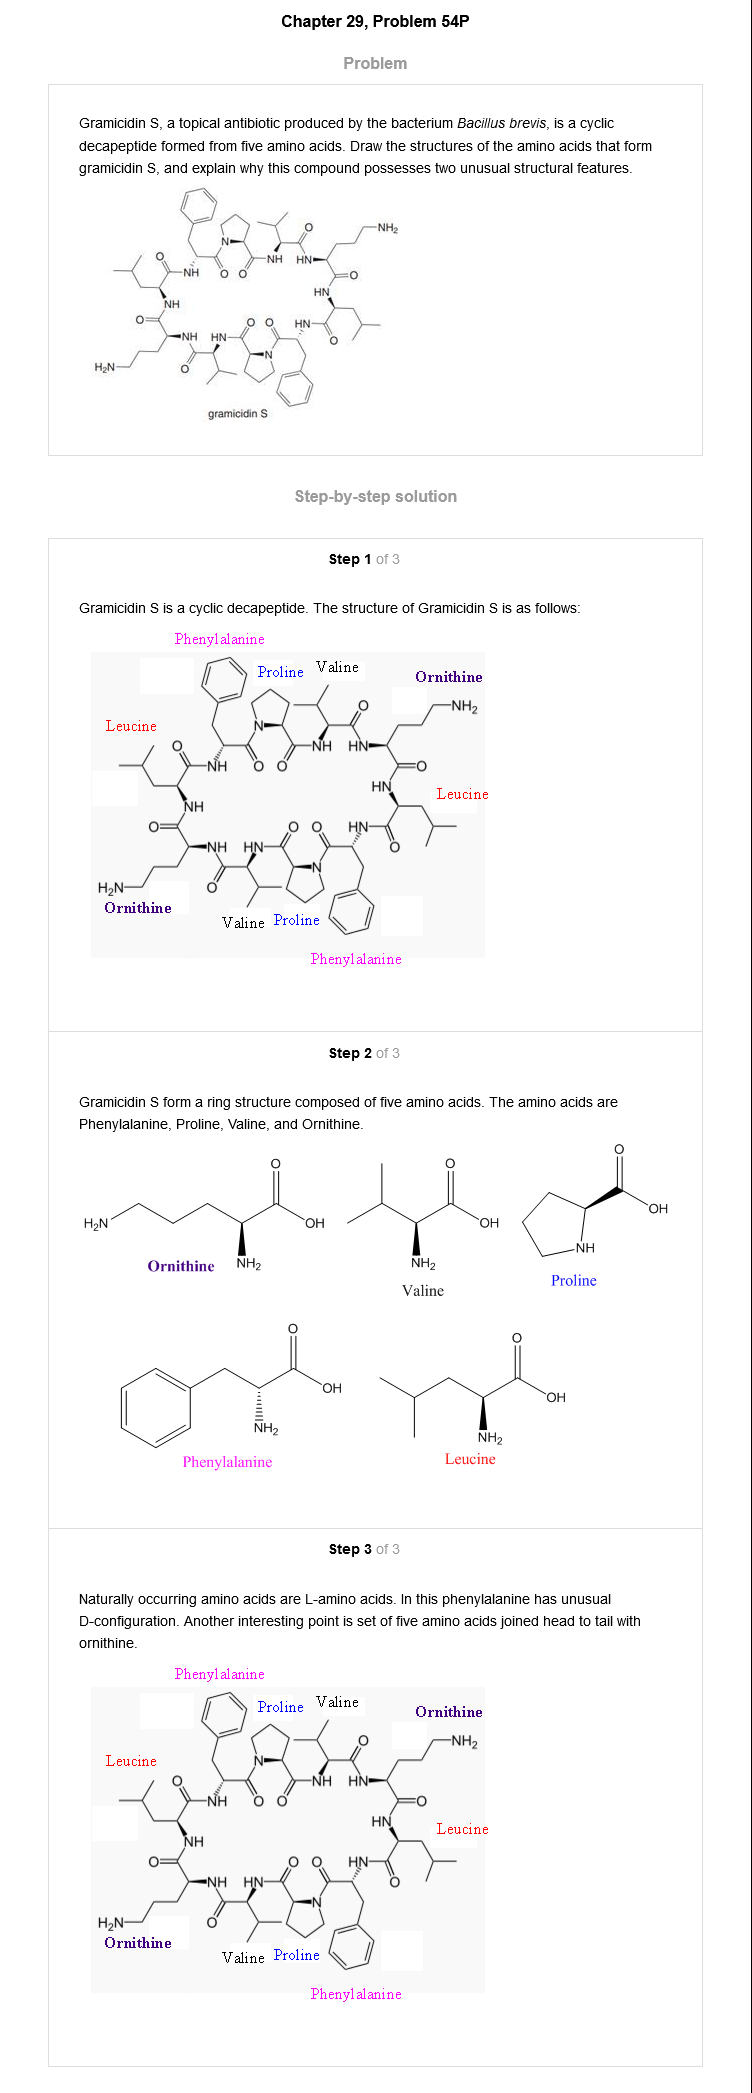 Chapter 29, Problem 54P
Problem
Gramicidin S, a topical antibiotic produced by the bacterium Bacillus brevis, is a cyclic
decapeptide formed from five amino acids. Draw the structures of the amino acids that form
gramicidin S, and explain why this compound possesses two unusual structural features.
O
NH₂
N
O
NH
HN
NH
O O
O
HN
NH
O
O O
HN
NH
HN
O
N
H₂N
O
gramicidin S
Step-by-step solution
Step 1 of 3
Gramicidin S is a cyclic decapeptide. The structure of Gramicidin S is as follows:
Phenylalanine
Proline
Valine
Ornithine
O
NH₂
Leucine
N
O
NH
HN
NH
O O
O
HN
Leucine
NH
O
O O
HN
NH
HN
O
N
H₂N
O
Ornithine
Valine Proline
Phenylalanine
Step 2 of 3
Gramicidin S form a ring structure composed of five amino acids. The amino acids are
Phenylalanine, Proline, Valine, and Ornithine.
O
O
O
H₂N
OH
OH
OH
NH
Ornithine
NH₂
NH₂
Proline
Valine
O
O
OH
OH
NH₂
NH₂
Phenylalanine
Leucine
Step 3 of 3
Naturally occurring amino acids are L-amino acids. In this phenylalanine has unusual
D-configuration. Another interesting point is set of five amino acids joined head to tail with
ornithine.
Phenylalanine
Proline
Valine
Ornithine
O
NH₂
Leucine
N
O
NH
HN
NH
O O
O
HN
Leucine
NH
O
O O
HN
NH
HN
O
N
H₂N
O
Ornithine
Valine Proline
Phenylalanine